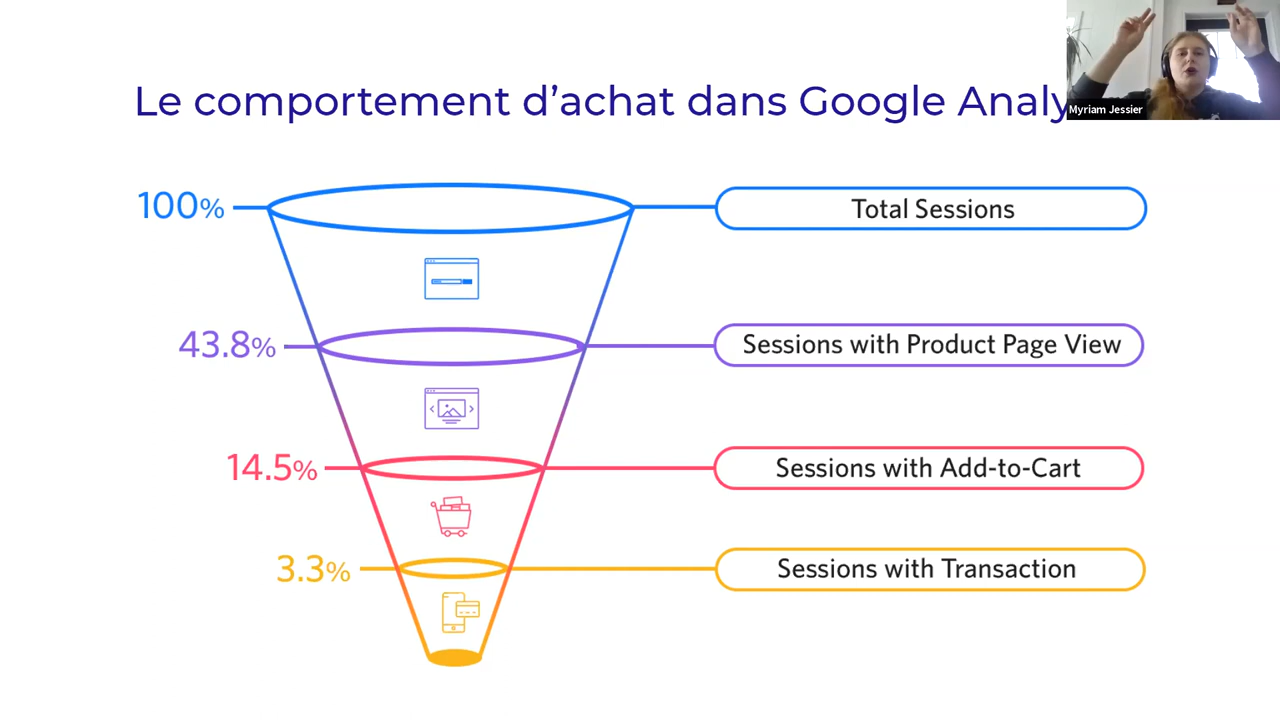 Le comportement d’achat dans Google Analy
Myriam Jessier
100%
Total Sessions
43.8%
Sessions with Product Page View
14.5%
Sessions with Add-to-Cart
3.3%
Sessions with Transaction